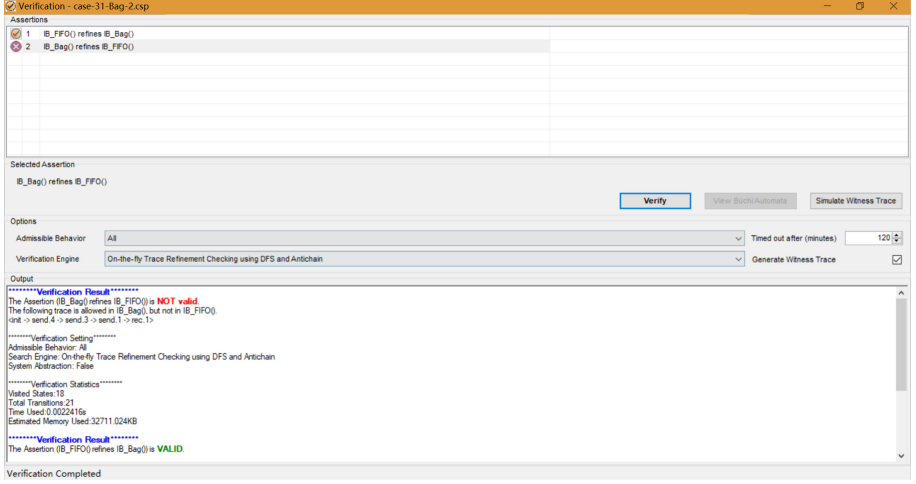 Verification - case-31-Bag-2.csp
Assertions
1 IB_FIFO() refines IB_Bag()
2 IB_Bag() refines IB_FIFO()
Selected Assertion
IB_Bag() refines IB_FIFO()
Verify View Büchi Automata Simulate Witness Trace
Options
Admissible Behavior All Timed out after (minutes) 120
Verification Engine On-the-fly Trace Refinement Checking using DFS and Antichain Generate Witness Trace
Output
********Verification Result********
The Assertion (IB_Bag() refines IB_FIFO()) is NOT valid.
The following trace is allowed in IB_Bag(), but not in IB_FIFO().
<init -> send.4 -> send.3 -> send.1 -> rec.1>
********Verification Setting********
Admissible Behavior: All
Search Engine: On-the-fly Trace Refinement Checking using DFS and Antichain
System Abstraction: False
********Verification Statistics********
Visited States:18
Total Transitions:21
Time Used:0.0022416s
Estimated Memory Used:32711.024KB
********Verification Result********
The Assertion (IB_FIFO() refines IB_Bag()) is VALID.
Verification Completed